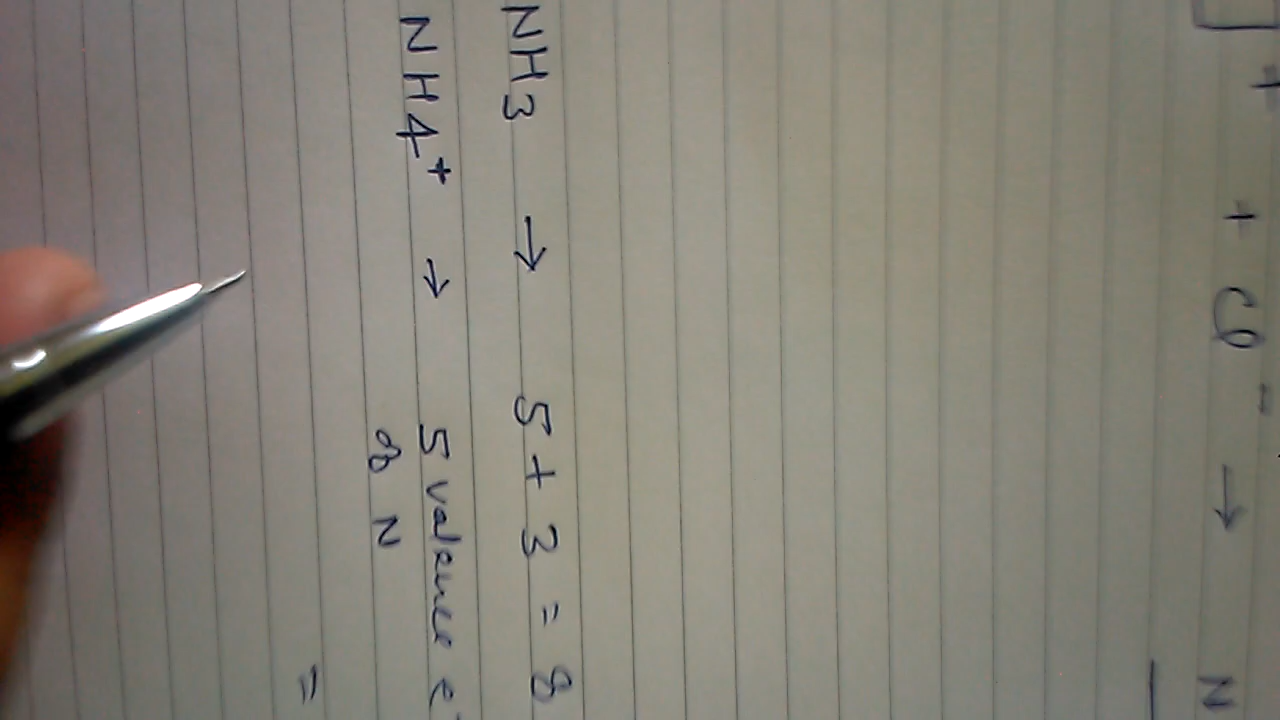 + + Cl - → N
NH3 → 5 + 3 = 8
NH4+ → 5 valence e-
of N
=